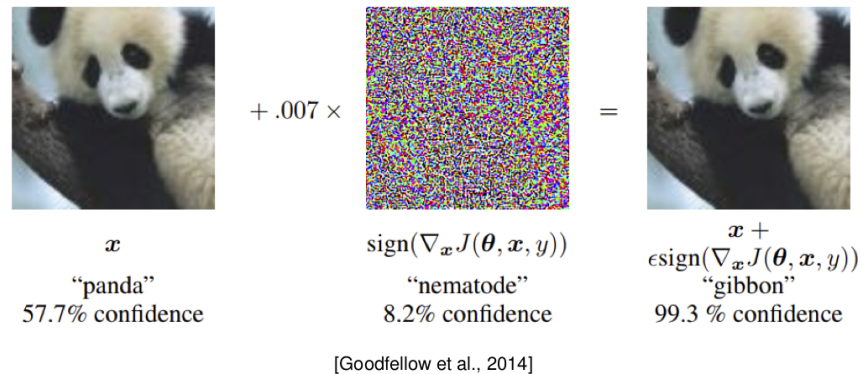 + .007 ×
=
x
sign(∇ₓJ(θ, x, y))
x +
ϵsign(∇ₓJ(θ, x, y))
“panda”
“nematode”
“gibbon”
57.7% confidence
8.2% confidence
99.3 % confidence
[Goodfellow et al., 2014]